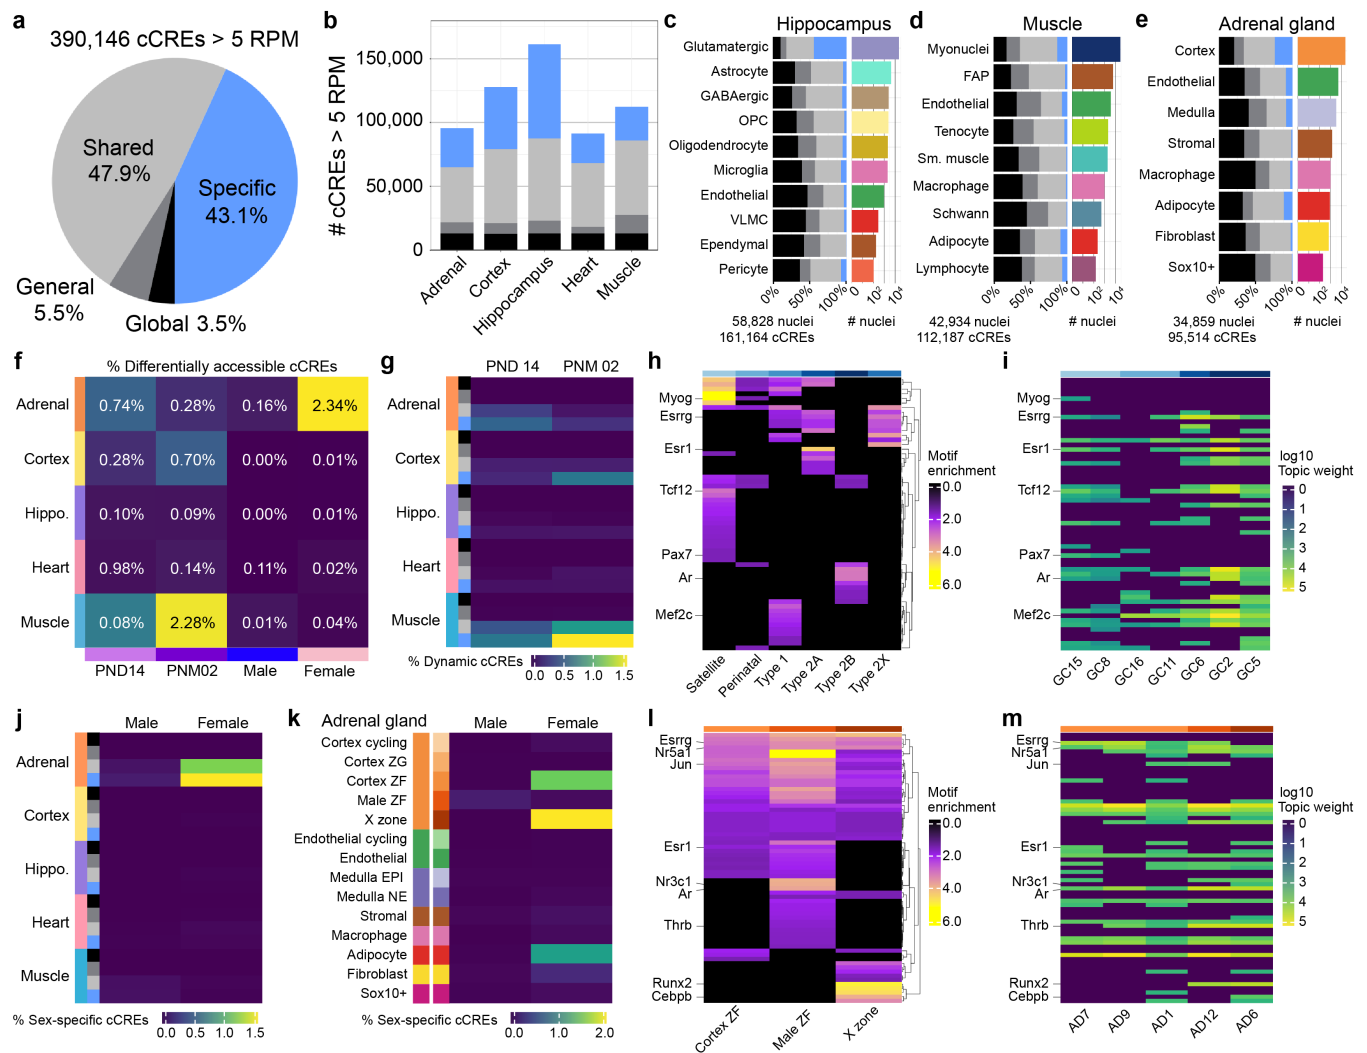 a
390,146 cCREs > 5 RPM
Shared
47.9%
Specific
43.1%
General
5.5%
Global 3.5%
b
# cCREs > 5 RPM
150,000
100,000
50,000
0
Adrenal
Cortex
Hippocampus
Heart
Muscle
c
Hippocampus
Glutamatergic
Astrocyte
GABAergic
OPC
Oligodendrocyte
Microglia
Endothelial
VLMC
Ependymal
Pericyte
0% 50% 100% 0 10² 10⁴
58,828 nuclei
161,164 cCREs
# nuclei
d
Muscle
Myonuclei
FAP
Endothelial
Tenocyte
Sm. muscle
Macrophage
Schwann
Adipocyte
Lymphocyte
0% 50% 100% 0 10² 10⁴
42,934 nuclei
112,187 cCREs
# nuclei
e
Adrenal gland
Cortex
Endothelial
Medulla
Stromal
Macrophage
Adipocyte
Fibroblast
Sox10+
0% 50% 100% 0 10² 10⁴
34,859 nuclei
95,514 cCREs
# nuclei
f
% Differentially accessible cCREs
Adrenal 0.74% 0.28% 0.16% 2.34%
Cortex 0.28% 0.70% 0.00% 0.01%
Hippo. 0.10% 0.09% 0.00% 0.01%
Heart 0.98% 0.14% 0.11% 0.02%
Muscle 0.08% 2.28% 0.01% 0.04%
PND14 PNM02 Male Female
g
PND 14 PNM 02
Adrenal
Cortex
Hippo.
Heart
Muscle
% Dynamic cCREs
0.0 0.5 1.0 1.5
h
Myog
Esrrg
Esr1
Tcf12
Pax7
Ar
Mef2c
Satellite
Perinatal
Type 1
Type 2A
Type 2B
Type 2X
Motif
enrichment
0.0
2.0
4.0
6.0
i
Myog
Esrrg
Esr1
Tcf12
Pax7
Ar
Mef2c
GC15
GC8
GC16
GC11
GC6
GC2
GC5
log10
Topic weight
0
1
2
3
4
5
j
Male Female
Adrenal
Cortex
Hippo.
Heart
Muscle
% Sex-specific cCREs
0.0 0.5 1.0 1.5
k
Adrenal gland Male Female
Cortex cycling
Cortex ZG
Cortex ZF
Male ZF
X zone
Endothelial cycling
Endothelial
Medulla EPI
Medulla NE
Stromal
Macrophage
Adipocyte
Fibroblast
Sox10+
% Sex-specific cCREs
0.0 1.0 2.0
l
Esrrg
Nr5a1
Jun
Esr1
Nr3c1
Ar
Thrb
Runx2
Cebpb
Cortex ZF
Male ZF
X zone
Motif
enrichment
0.0
2.0
4.0
6.0
m
Esrrg
Nr5a1
Jun
Esr1
Nr3c1
Ar
Thrb
Runx2
Cebpb
AD7
AD9
AD1
AD12
AD6
log10
Topic weight
0
1
2
3
4
5